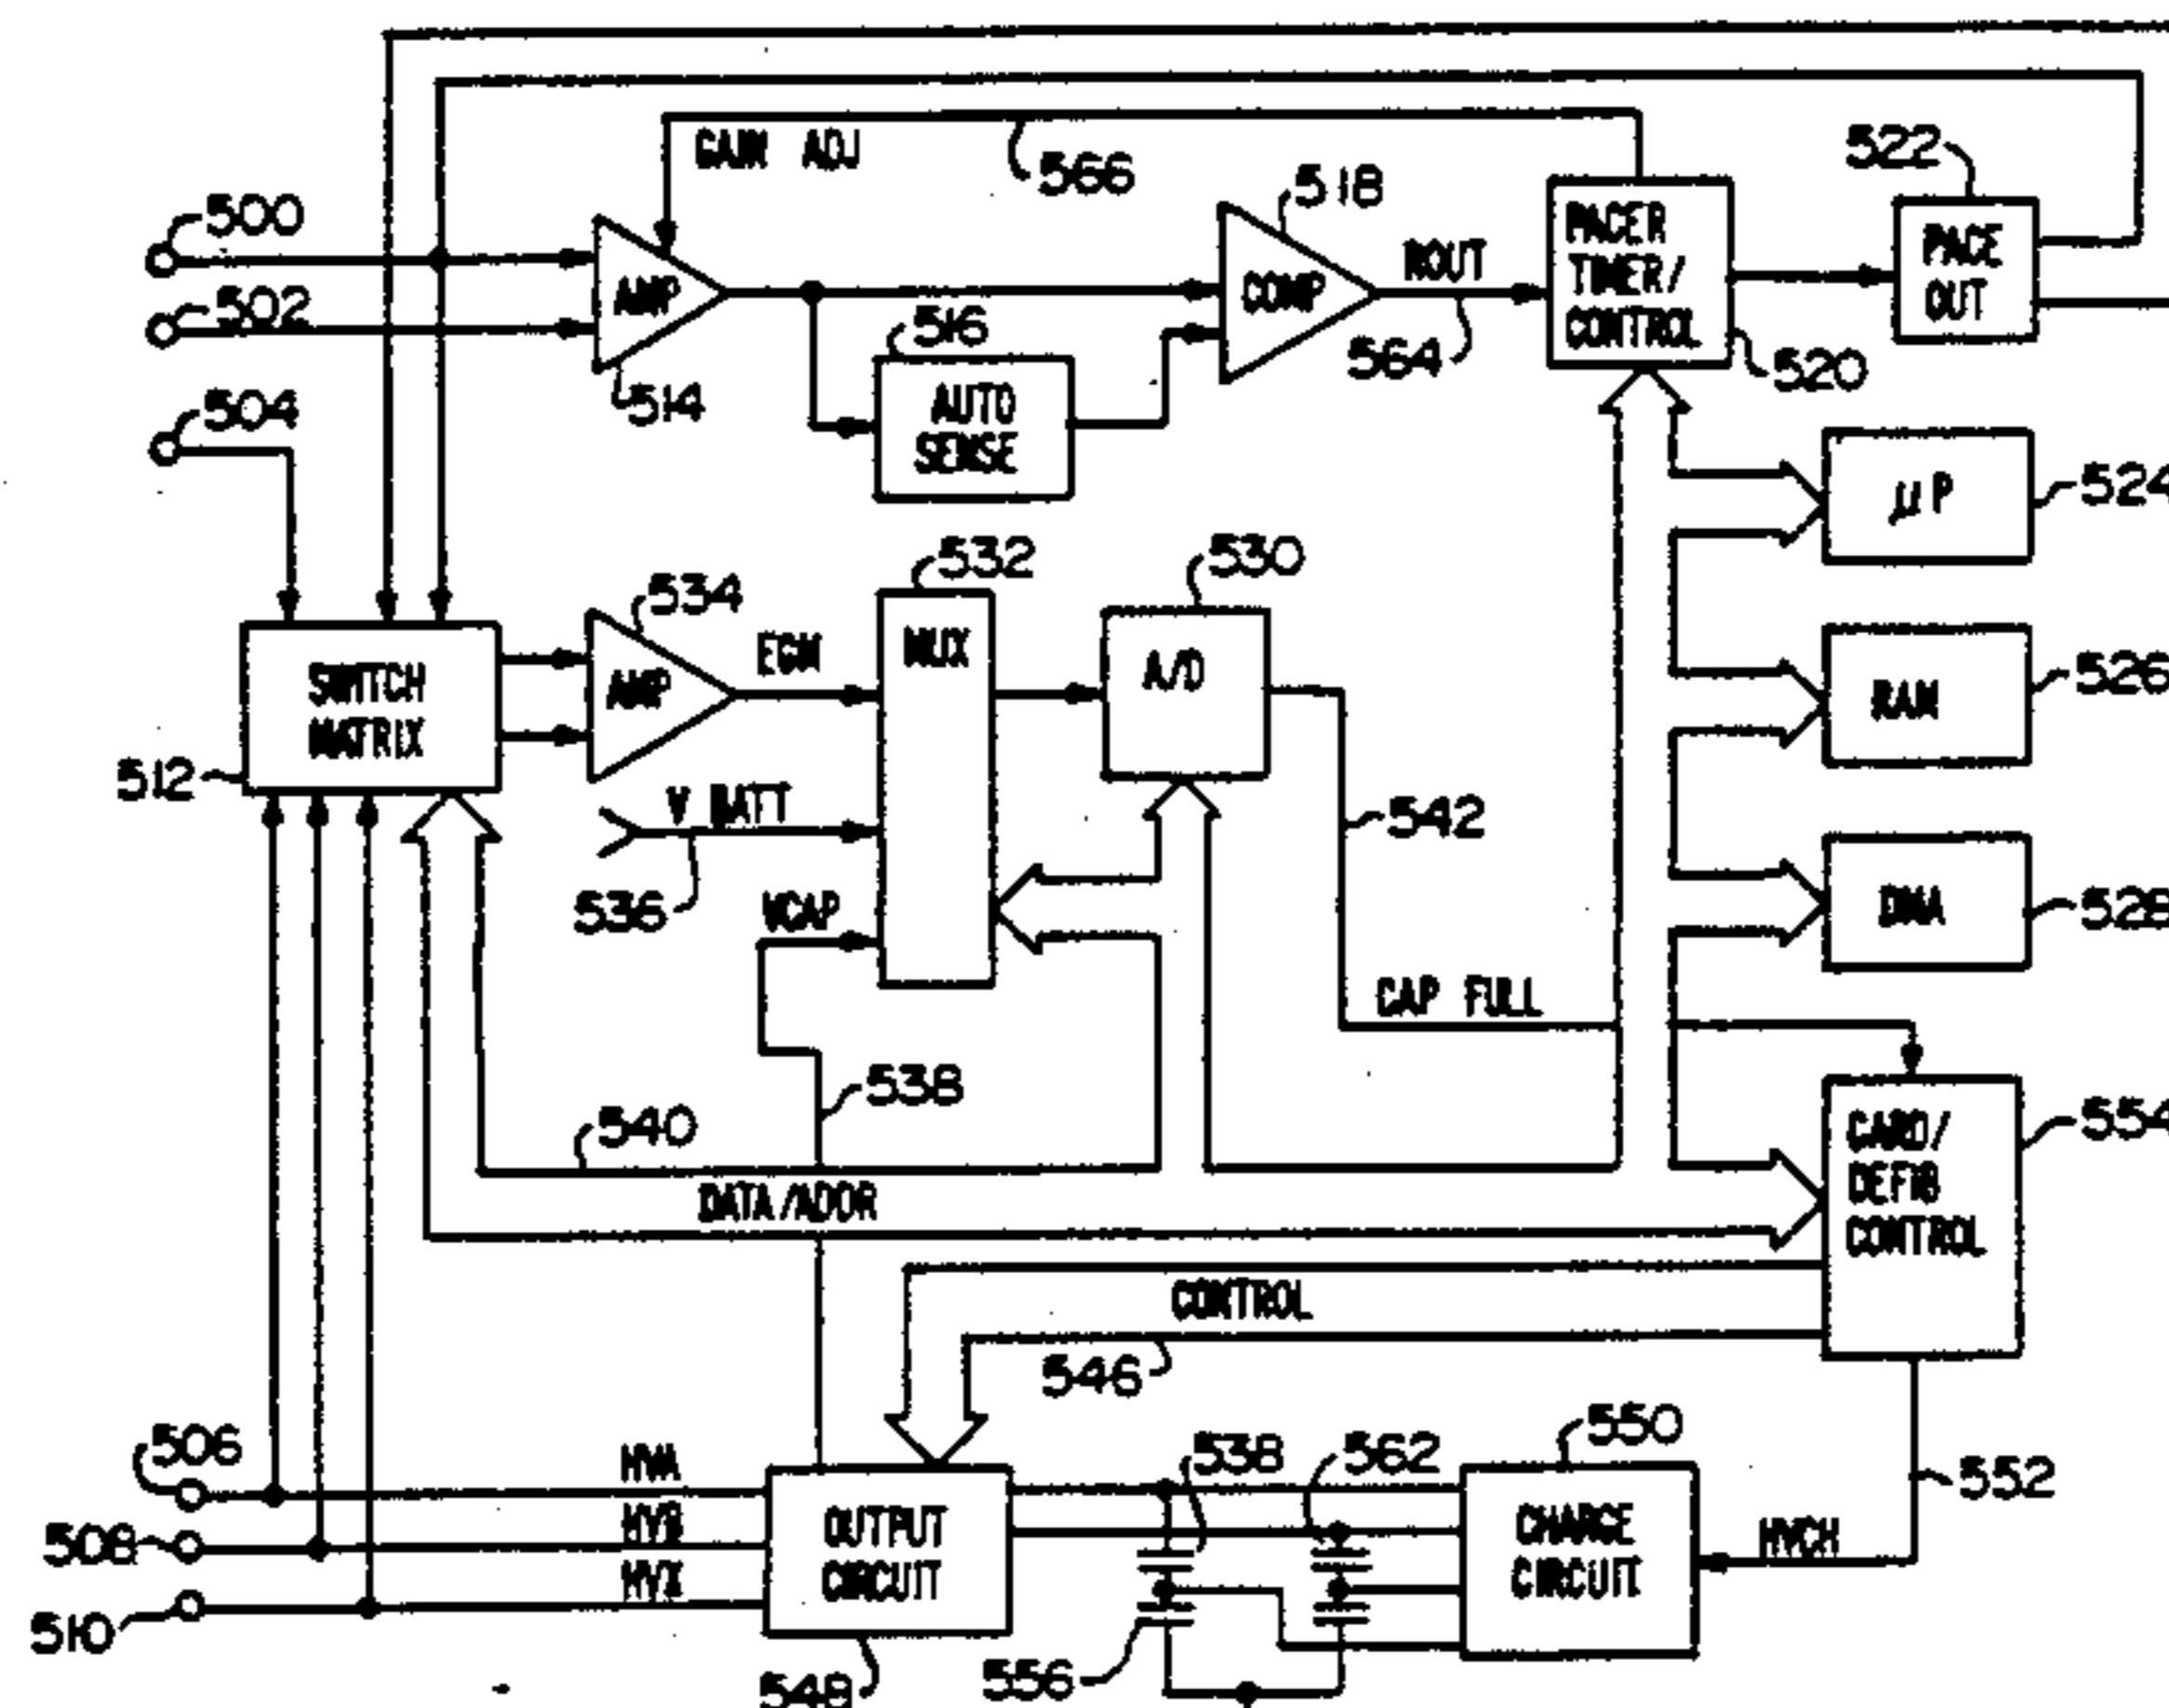 GAIN ADJ
566
522
500
518
PACER
TIMER/
CONTROL
ROUT
PACE
OUT
AMP
COMP
502
516
564
520
514
504
AUTO
SENSE
µP
524
532
530
534
EGM
MUX
A/D
RAM
526
SWITCH
MATRIX
AMP
512
V BATT
542
536
VCAP
DMA
528
CAP FULL
538
540
554
CARD/
DEFIB
CONTROL
DATA/ADDR
CONTROL
546
550
506
HVA
538
562
552
508
HVB
OUTPUT
CIRCUIT
CHARGE
CIRCUIT
HVCH
HVX
510
556
548